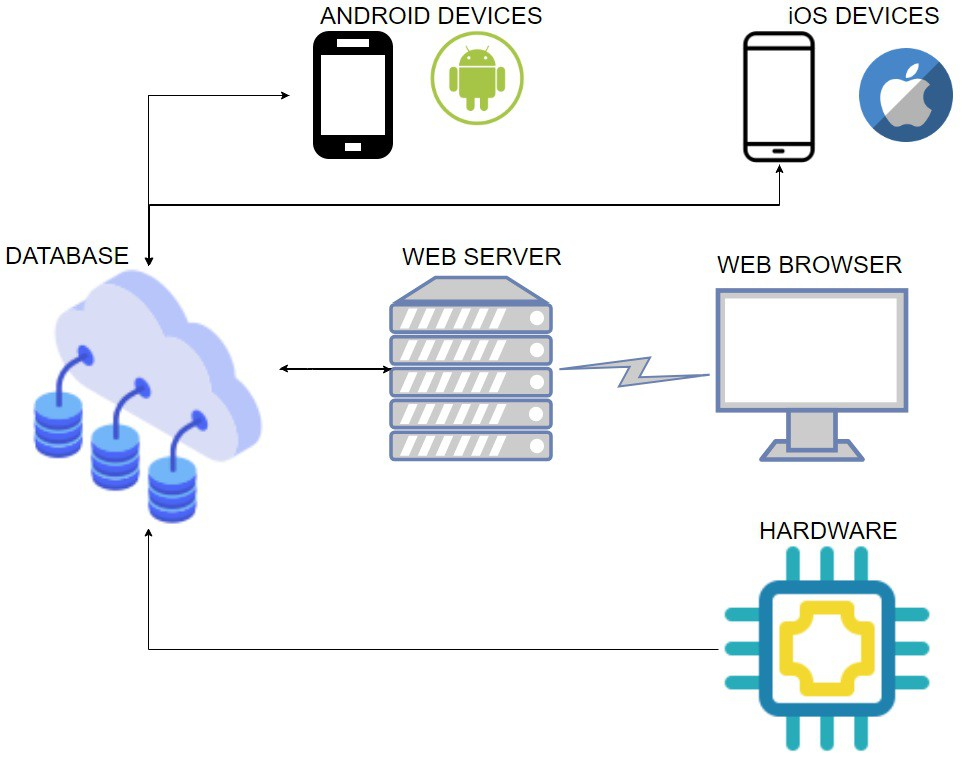 ANDROID DEVICES
iOS DEVICES
DATABASE
WEB SERVER
WEB BROWSER
HARDWARE